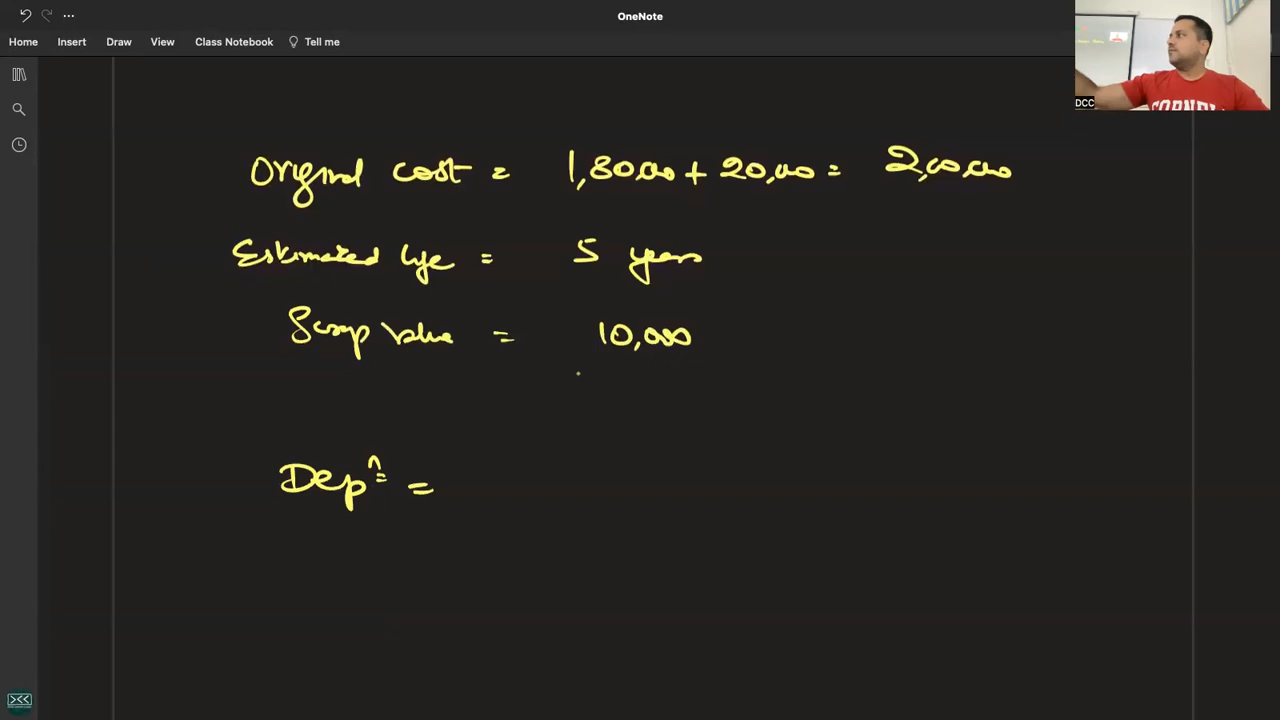 OneNote
Home Insert Draw View Class Notebook Tell me
DCC
CORNELL
Original cost = 1,80,000 + 20,000 = 2,00,000
Estimated life = 5 years
Scrap Value = 10,000
Depⁿ =